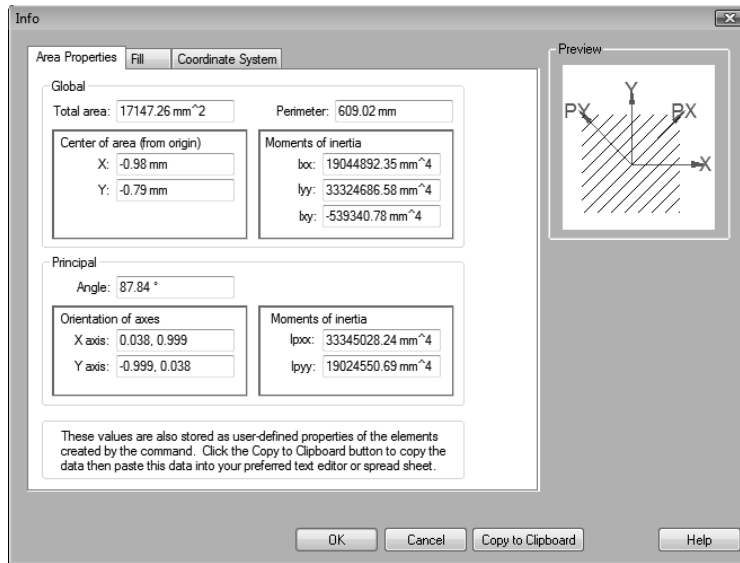 Info
Area Properties
Fill
Coordinate System
Global
Total area: 17147.26 mm^2
Perimeter: 609.02 mm
Center of area (from origin)
X: -0.98 mm
Y: -0.79 mm
Moments of inertia
Ixx: 19044892.35 mm^4
Iyy: 33324686.58 mm^4
Ixy: -539340.78 mm^4
Principal
Angle: 87.84 °
Orientation of axes
X axis: 0.038, 0.999
Y axis: -0.999, 0.038
Moments of inertia
Ipxx: 33345028.24 mm^4
Ipyy: 19024550.69 mm^4
These values are also stored as user-defined properties of the elements
created by the command. Click the Copy to Clipboard button to copy the
data then paste this data into your preferred text editor or spread sheet.
Preview
Y
PY
PX
X
OK
Cancel
Copy to Clipboard
Help